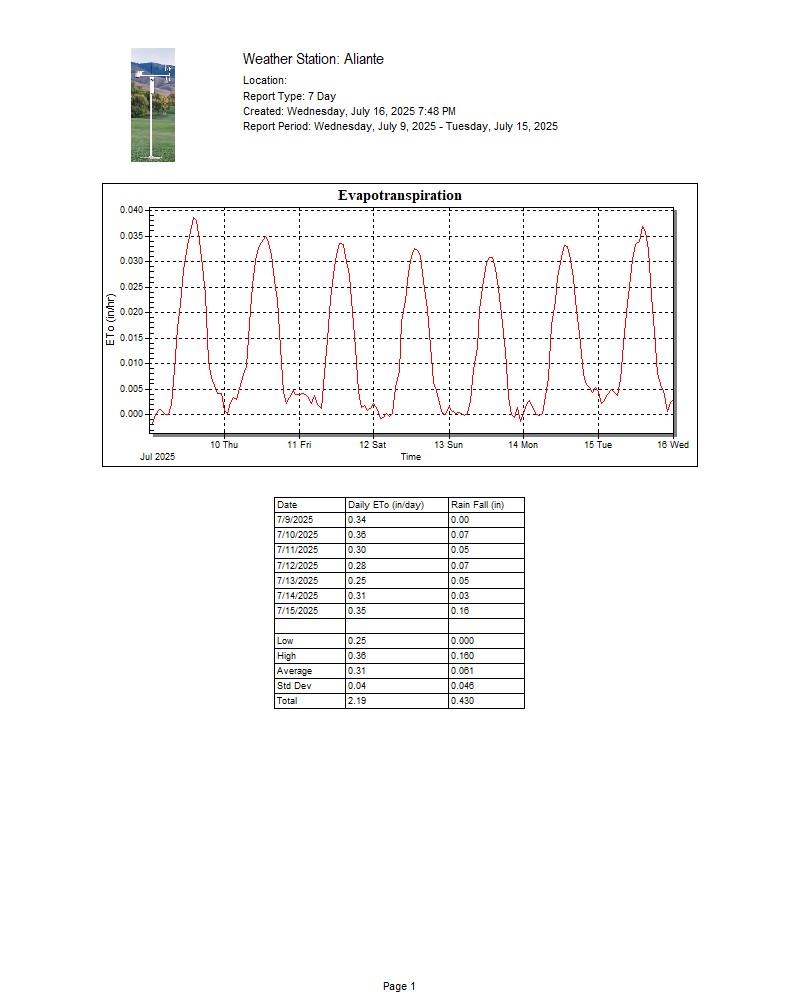 Weather Station: Aliante
Location:
Report Type: 7 Day
Created: Wednesday, July 16, 2025 7:48 PM
Report Period: Wednesday, July 9, 2025 - Tuesday, July 15, 2025
Evapotranspiration
0.040
0.035
0.030
0.025
0.020
0.015
0.010
0.005
0.000
ETo (in/hr)
10 Thu 11 Fri 12 Sat 13 Sun 14 Mon 15 Tue 16 Wed
Jul 2025 Time
Date Daily ETo (in/day) Rain Fall (in)
7/9/2025 0.34 0.00
7/10/2025 0.36 0.07
7/11/2025 0.30 0.05
7/12/2025 0.28 0.07
7/13/2025 0.25 0.05
7/14/2025 0.31 0.03
7/15/2025 0.35 0.16
Low 0.25 0.000
High 0.36 0.160
Average 0.31 0.061
Std Dev 0.04 0.046
Total 2.19 0.430
Page 1